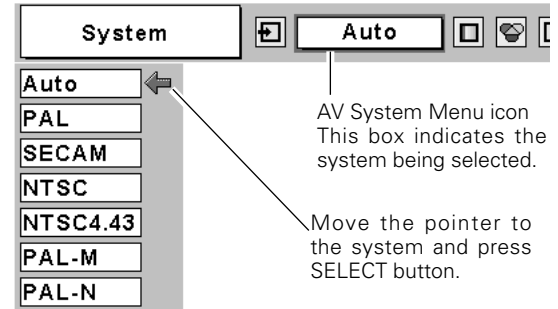 System
Auto
Auto
PAL
SECAM
NTSC
NTSC4.43
PAL-M
PAL-N
AV System Menu icon
This box indicates the
system being selected.
Move the pointer to
the system and press
SELECT button.